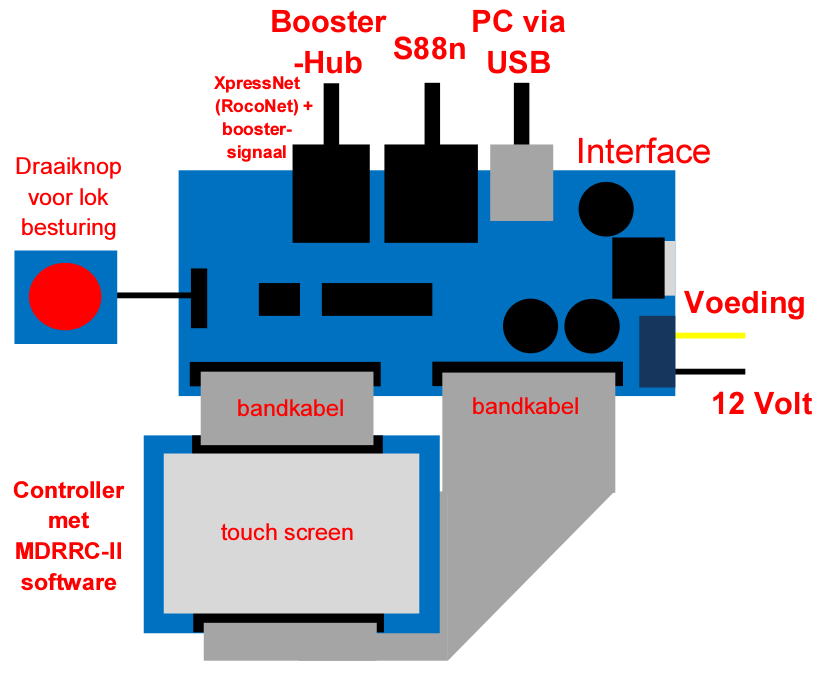 Booster
-Hub
S88n
PC via
USB
XpressNet
(RocoNet) +
booster-
signaal
Interface
Draaiknop
voor lok
besturing
Voeding
12 Volt
bandkabel
bandkabel
Controller
met
MDRRC-II
software
touch screen